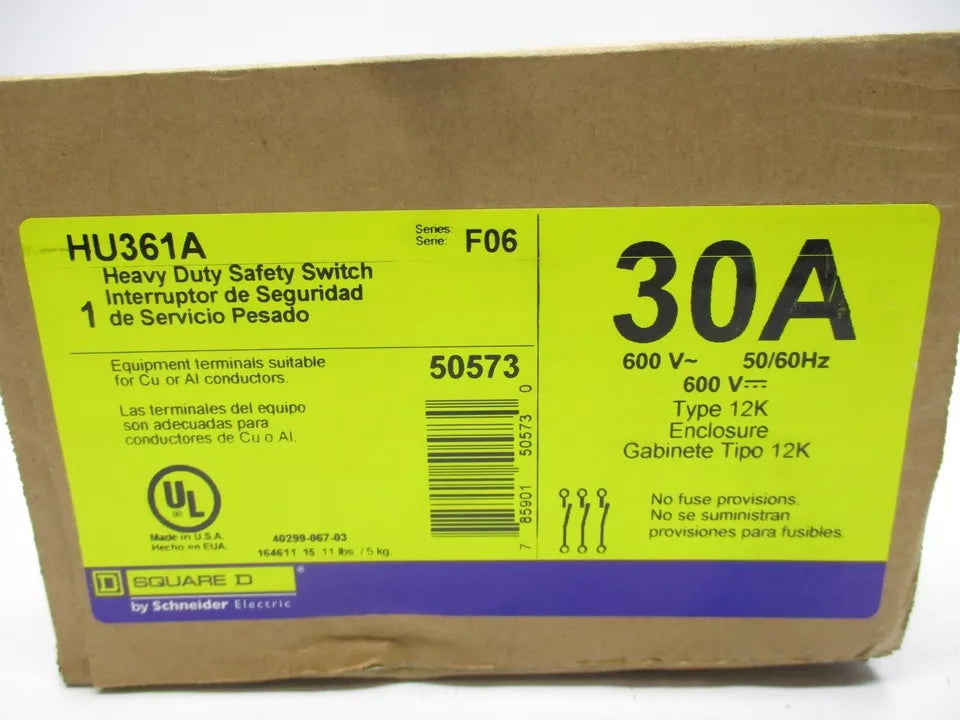 HU361A
Series
Serie: F06
Heavy Duty Safety Switch
Interruptor de Seguridad
1 de Servicio Pesado
Equipment terminals suitable
for Cu or Al conductors.
50573
Las terminales del equipo
son adecuadas para
conductores de Cu o Al.
7 85901 50573 0
UL
®
Made in U.S.A.
Hecho en EUA.
40299-067-03
164611 15 11 lbs / 5 kg.
30A
600 V~ 50/60Hz
600 V⎓
Type 12K
Enclosure
Gabinete Tipo 12K
No fuse provisions.
No se suministran
provisiones para fusibles.
D SQUARE D ®
by Schneider Electric